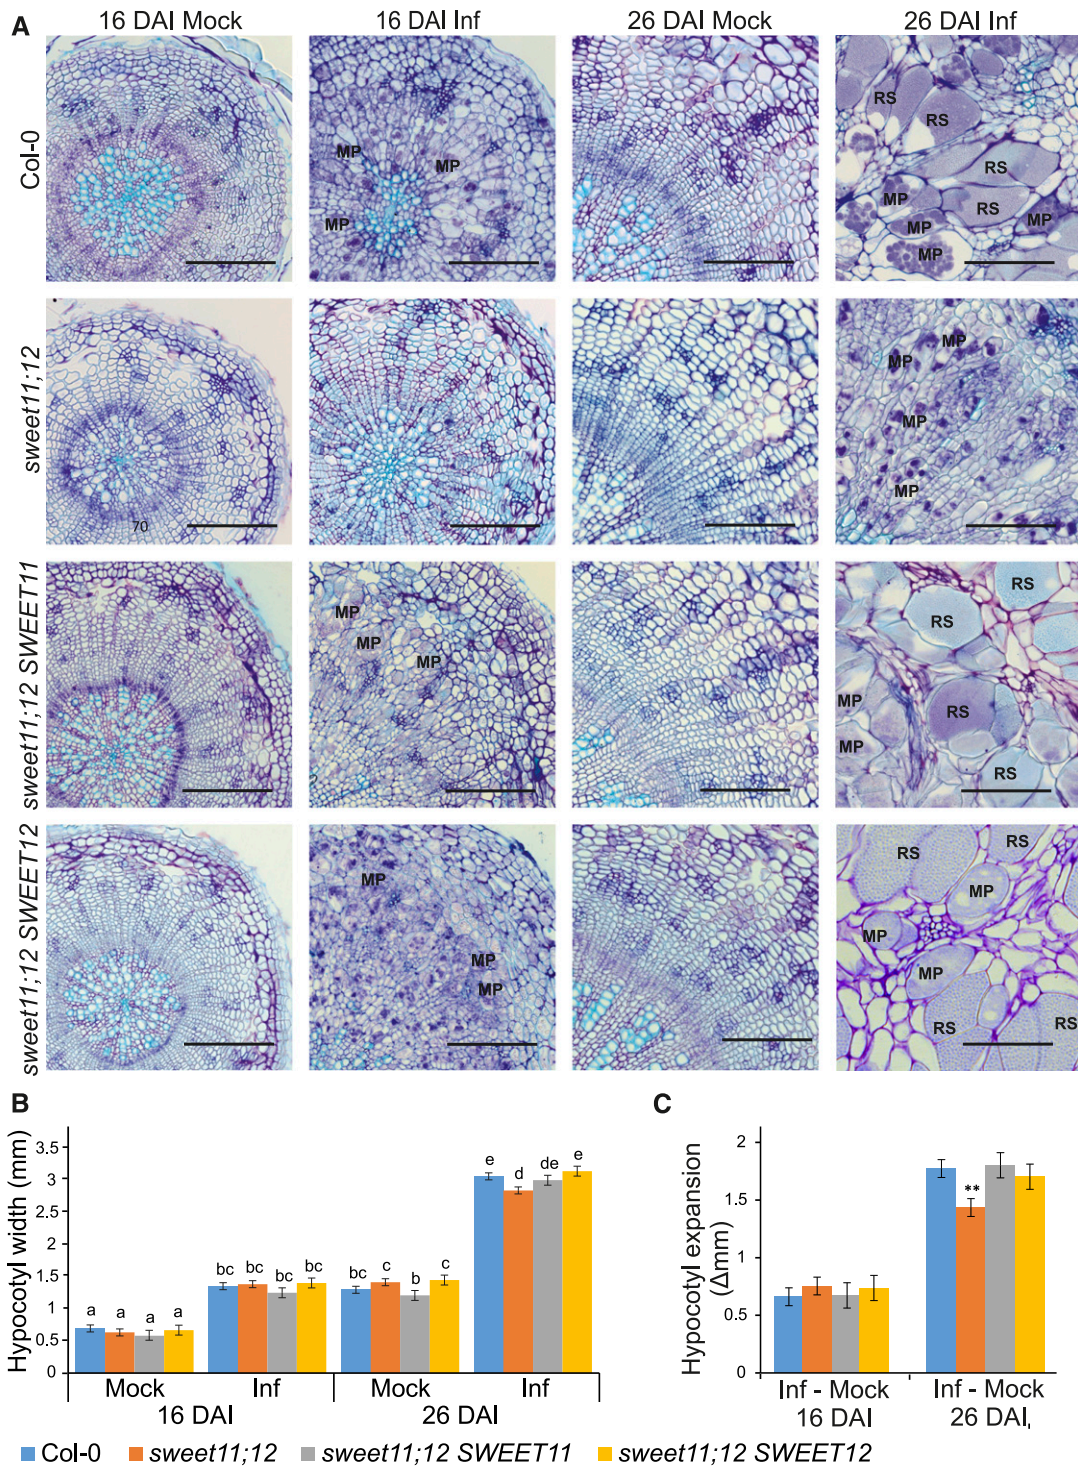 A
16 DAI Mock
16 DAI Inf
26 DAI Mock
26 DAI Inf
Col-0
MP
MP
MP
RS
RS
RS
RS
MP
MP
MP
MP
sweet11;12
70
MP
MP
MP
MP
sweet11;12 SWEET11
MP
MP
MP
RS
RS
RS
RS
MP
MP
sweet11;12 SWEET12
MP
MP
MP
RS
RS
MP
MP
MP
RS
RS
B
Hypocotyl width (mm)
3.5
3
2.5
2
1.5
1
0.5
0
a a a a
bc bc bc bc
bc c b c
e d de e
Mock Inf Mock Inf
16 DAI 26 DAI
C
Hypocotyl expansion
(Δmm)
2
1.5
1
0.5
0
**
Inf - Mock Inf - Mock
16 DAI 26 DAI
Col-0 sweet11;12 sweet11;12 SWEET11 sweet11;12 SWEET12